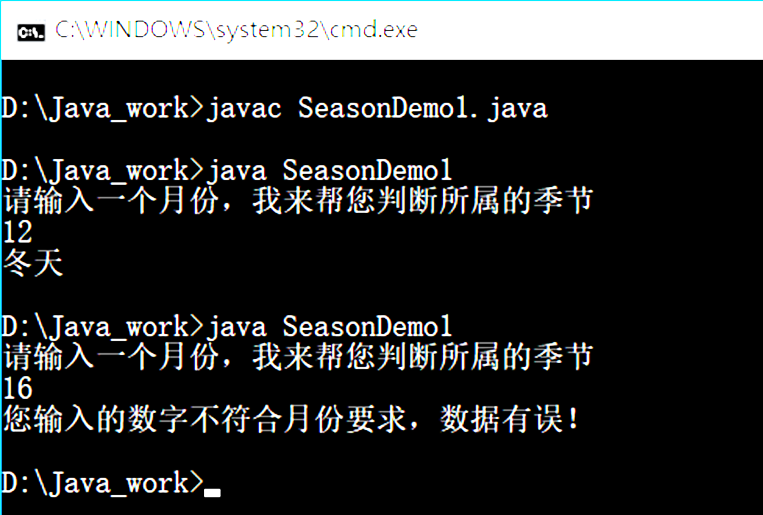 C:\WINDOWS\system32\cmd.exe
D:\Java_work>javac SeasonDemo1.java
D:\Java_work>java SeasonDemo1
请输入一个月份，我来帮您判断所属的季节
12
冬天
D:\Java_work>java SeasonDemo1
请输入一个月份，我来帮您判断所属的季节
16
您输入的数字不符合月份要求，数据有误！
D:\Java_work>